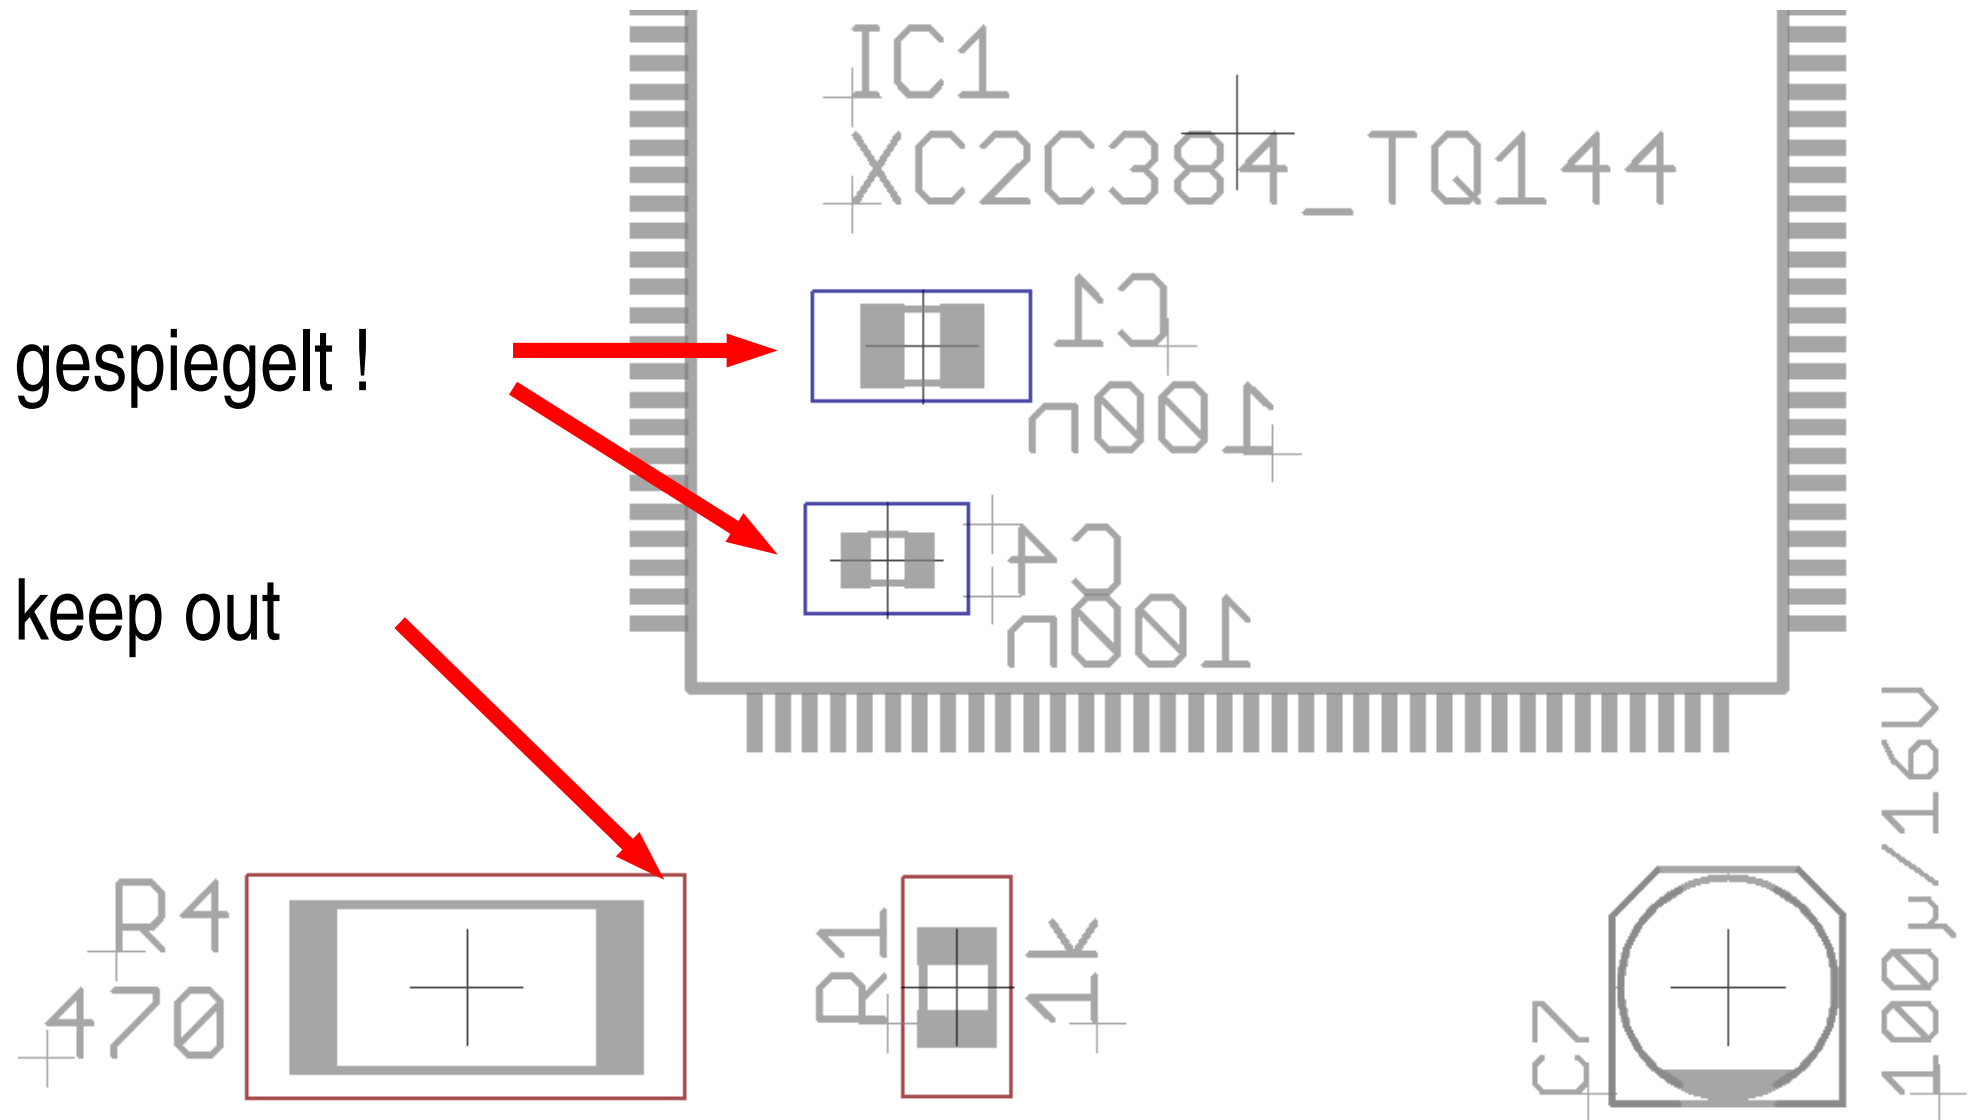 IC1
XC2C384_TQ144
C1
100n
gespiegelt !
C4
100n
keep out
R4
470
R1
1k
C7
100µ/16V